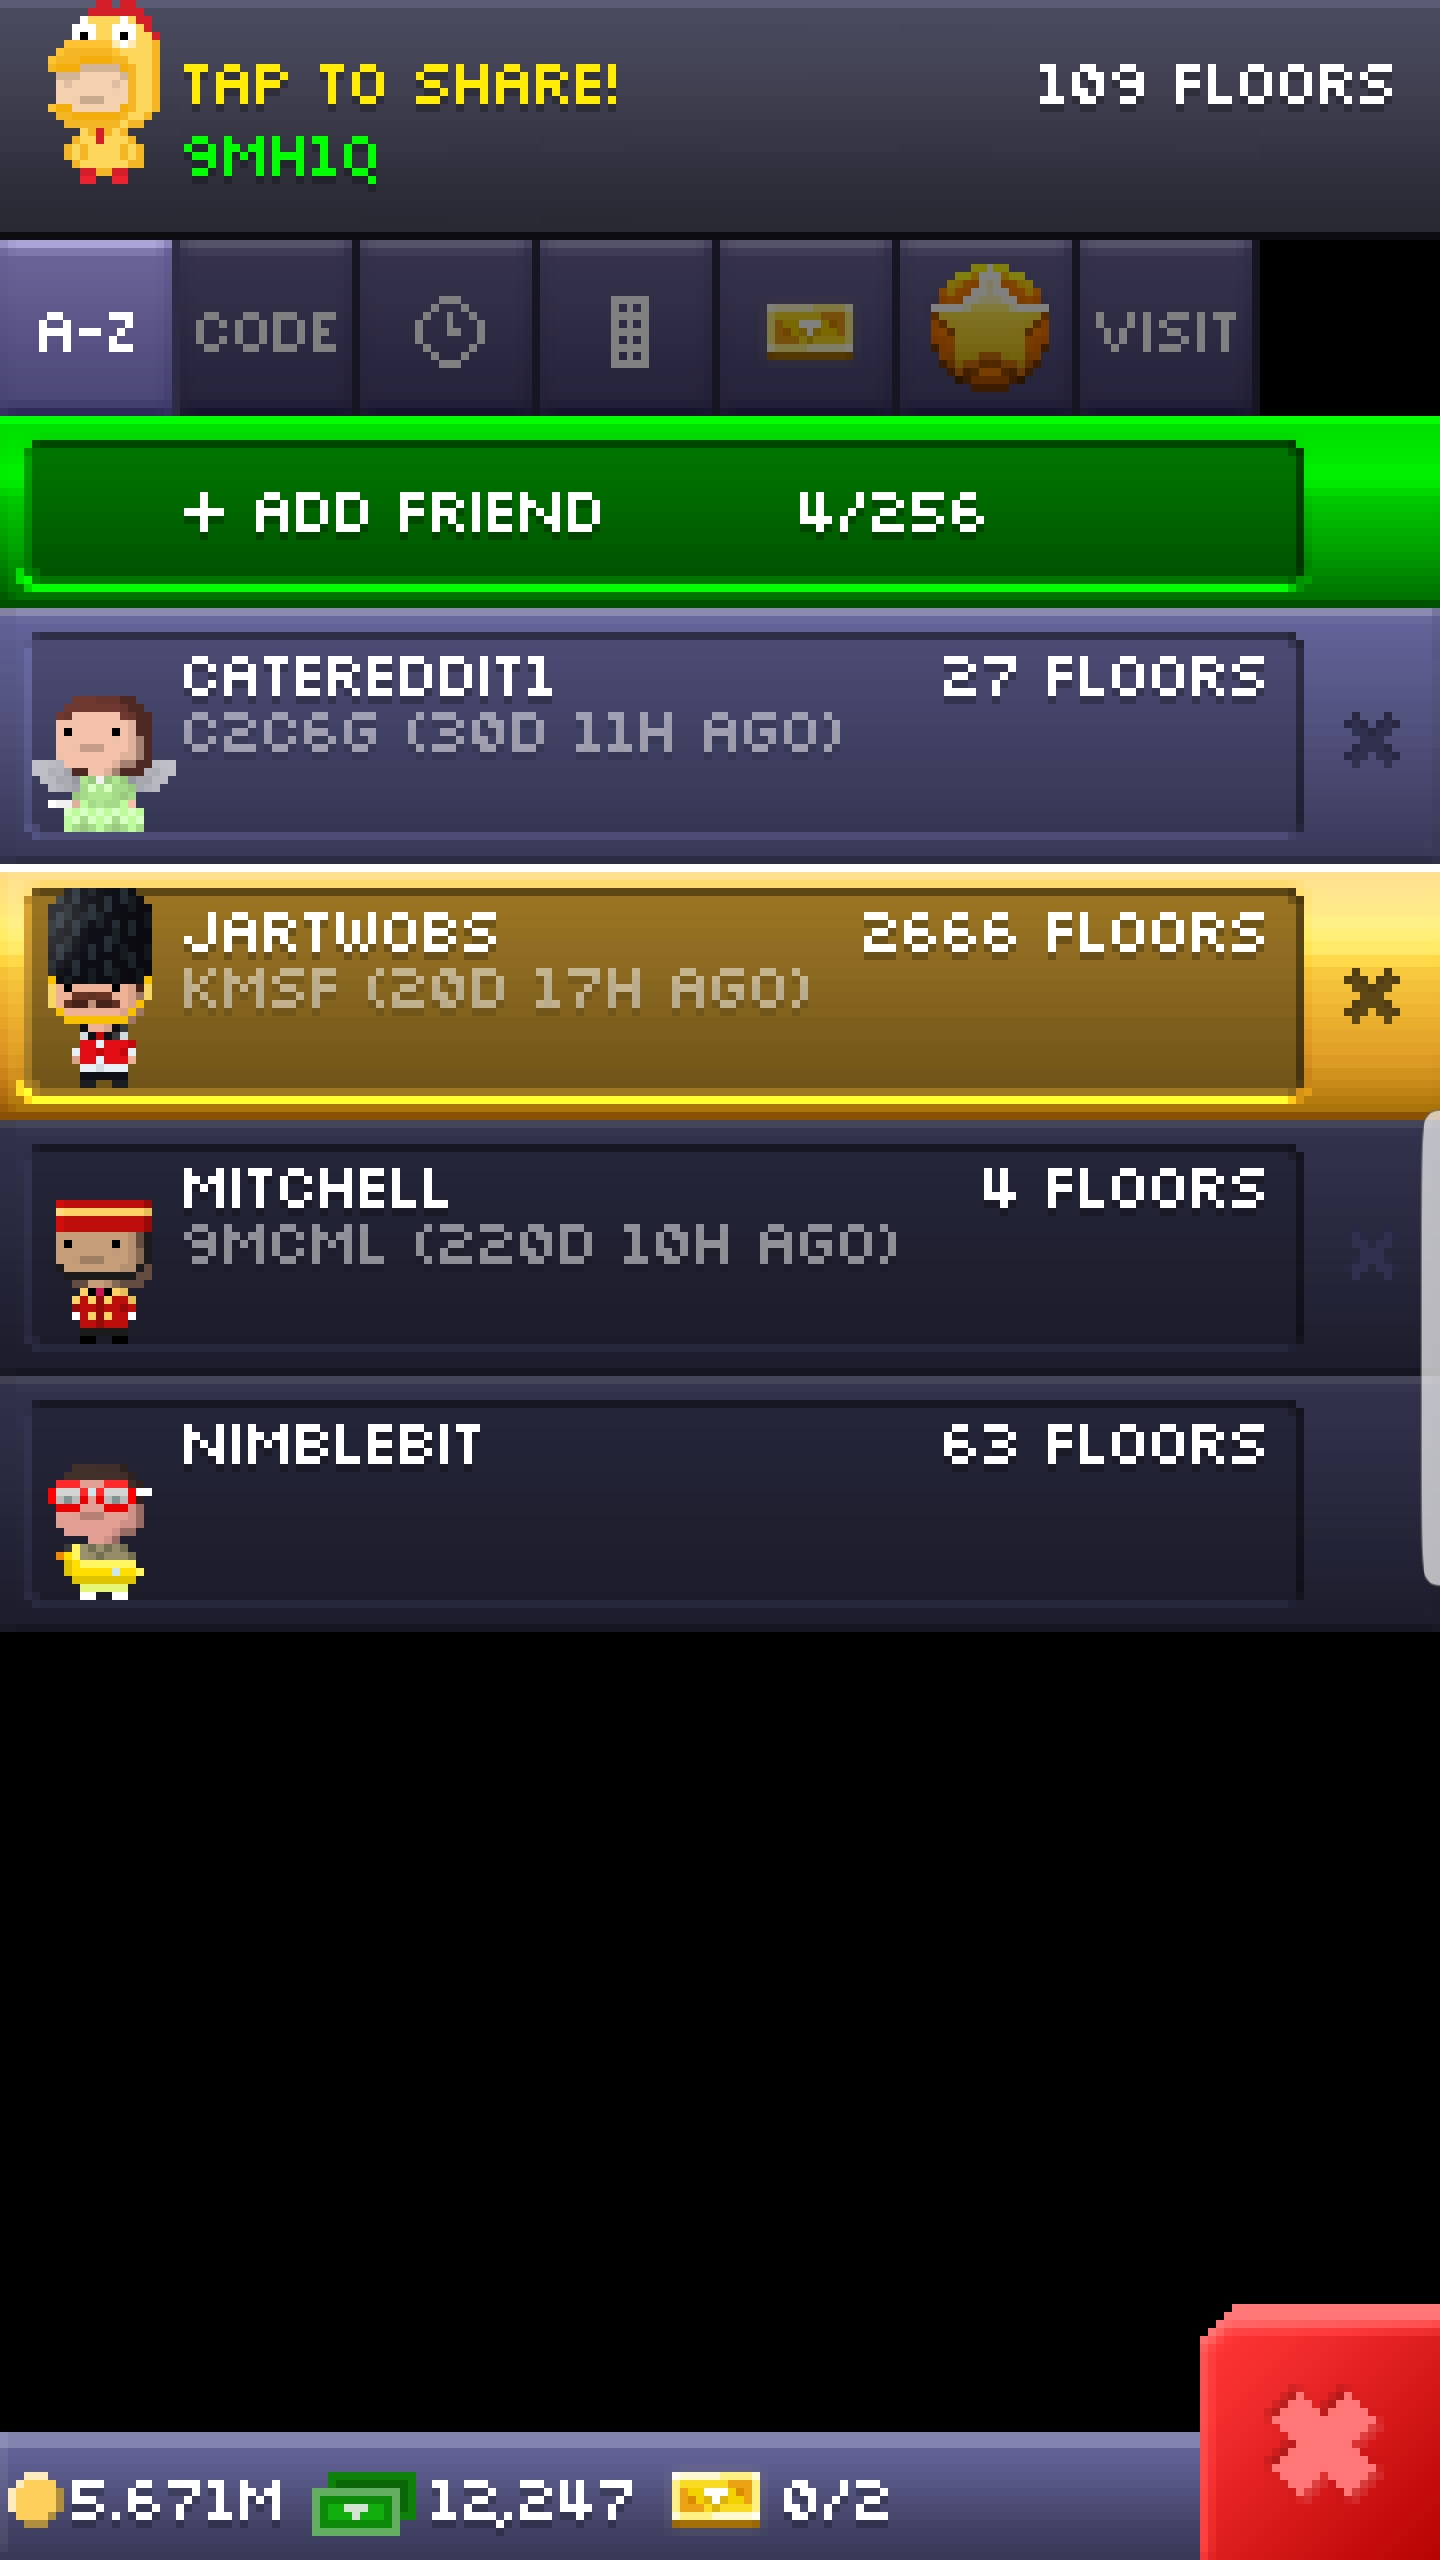 TAP TO SHARE!
109 FLOORS
9MH1Q
A-Z CODE VISIT
+ ADD FRIEND 4/256
CATEREDDIT1 27 FLOORS
C2C6G (30D 11H AGO)
JARTWOBS 2666 FLOORS
KMSF (20D 17H AGO)
MITCHELL 4 FLOORS
9MCML (220D 10H AGO)
NIMBLEBIT 63 FLOORS
5.671M 12,247 0/2